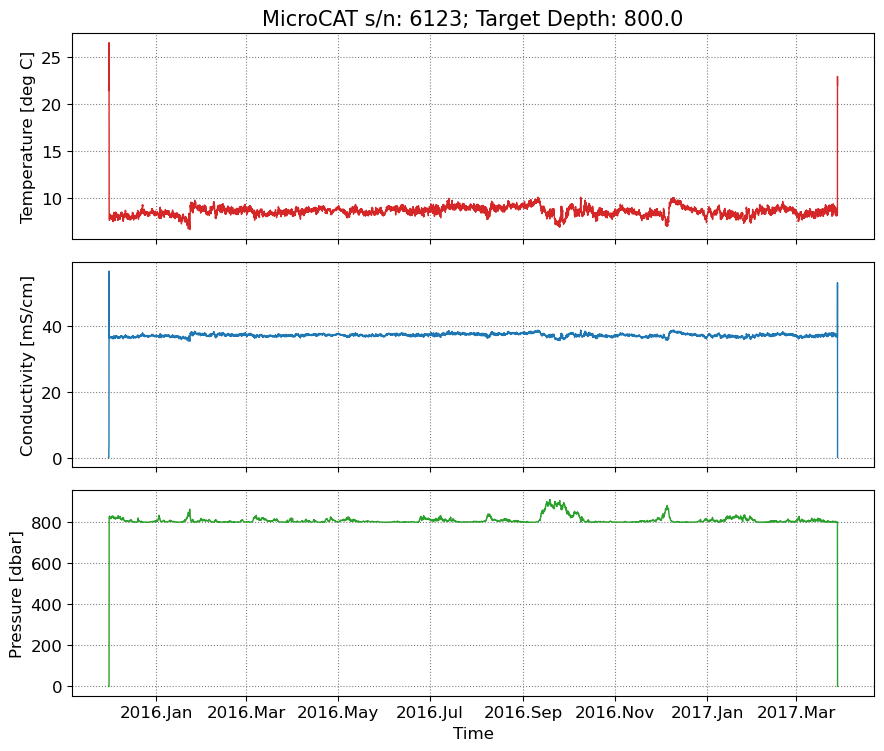 MicroCAT s/n: 6123; Target Depth: 800.0
Temperature [deg C]
25
20
15
10
Conductivity [mS/cm]
40
20
0
Pressure [dbar]
800
600
400
200
0
2016.Jan 2016.Mar 2016.May 2016.Jul 2016.Sep 2016.Nov 2017.Jan 2017.Mar
Time